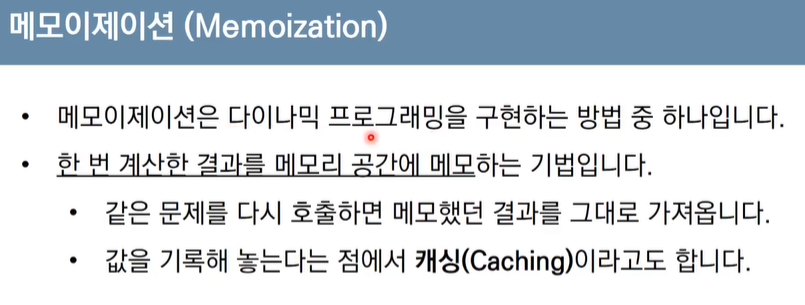 메모이제이션 (Memoization)
• 메모이제이션은 다이나믹 프로그래밍을 구현하는 방법 중 하나입니다.
• 한 번 계산한 결과를 메모리 공간에 메모하는 기법입니다.
• 같은 문제를 다시 호출하면 메모했던 결과를 그대로 가져옵니다.
• 값을 기록해 놓는다는 점에서 캐싱(Caching)이라고도 합니다.